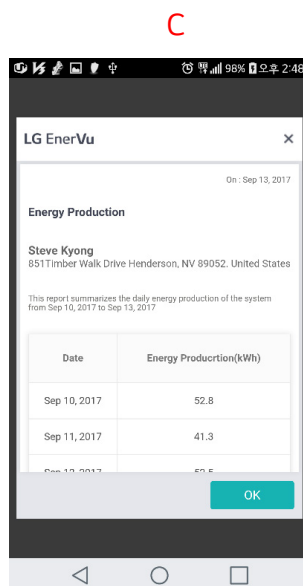 C
98% 오후 2:48
LG EnerVu
On : Sep 13, 2017
Energy Production
Steve Kyong
851Timber Walk Drive Henderson, NV 89052. United States
This report summarizes the daily energy production of the system
from Sep 10, 2017 to Sep 13, 2017
Date Energy Producrtion(kWh)
Sep 10, 2017 52.8
Sep 11, 2017 41.3
OK